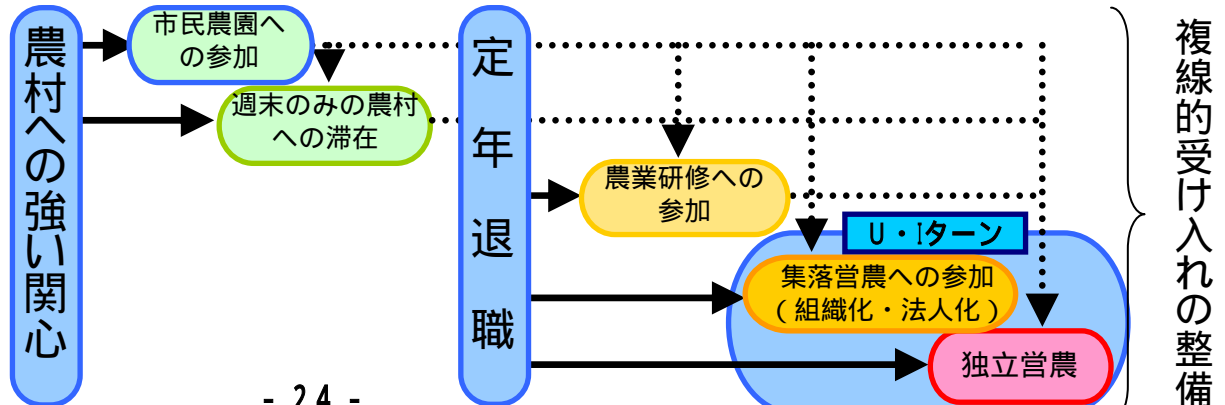 農村への強い関心
市民農園へ
の参加
週末のみの農村
への滞在
定年退職
農業研修への
参加
U・Iターン
集落営農への参加
(組織化・法人化)
独立営農
複線的受け入れの整備
- 24 -